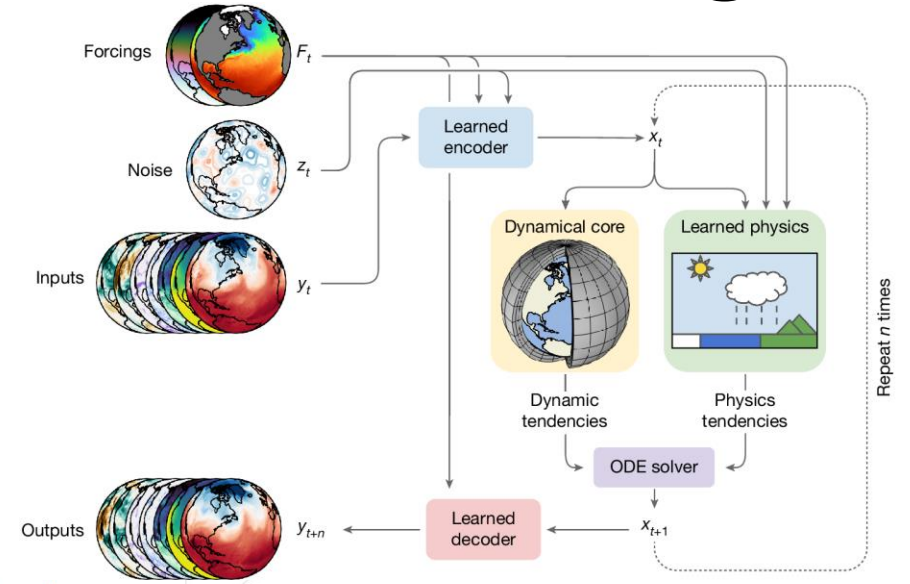 Forcings
F_t
Noise
z_t
Inputs
y_t
Learned
encoder
x_t
Dynamical core
Learned physics
Repeat n times
Dynamic
tendencies
Physics
tendencies
ODE solver
Outputs
y_{t+n}
Learned
decoder
x_{t+1}